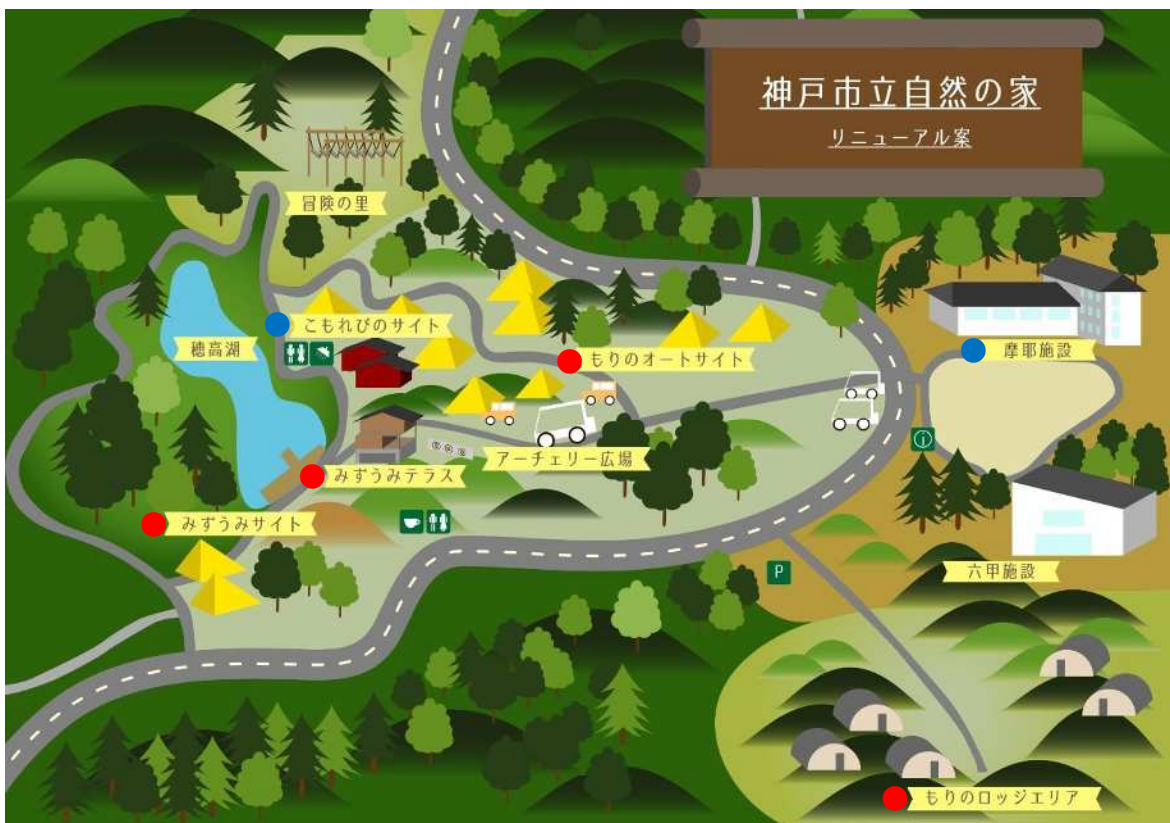 神戸市立自然の家
リニューアル案
冒険の里
こもれびのサイト
穂高湖
もりのオートサイト
摩耶施設
アーチェリー広場
みずうみテラス
みずうみサイト
六甲施設
P
もりのロッジエリア